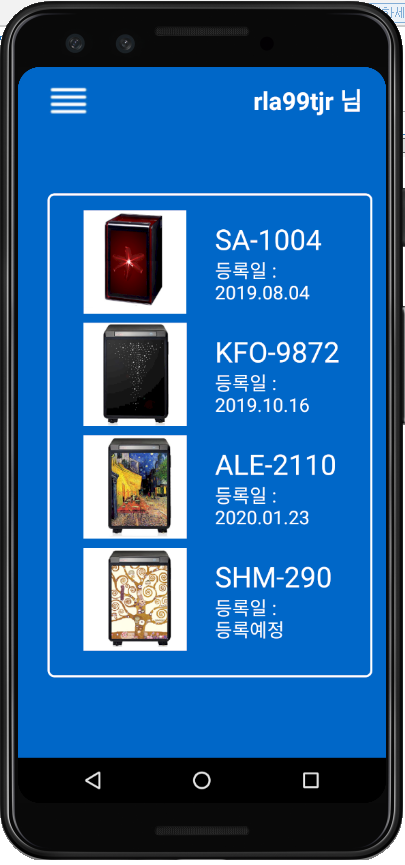 rla99tjr 님
SA-1004
등록일 :
2019.08.04
KFO-9872
등록일 :
2019.10.16
ALE-2110
등록일 :
2020.01.23
SHM-290
등록일 :
등록예정